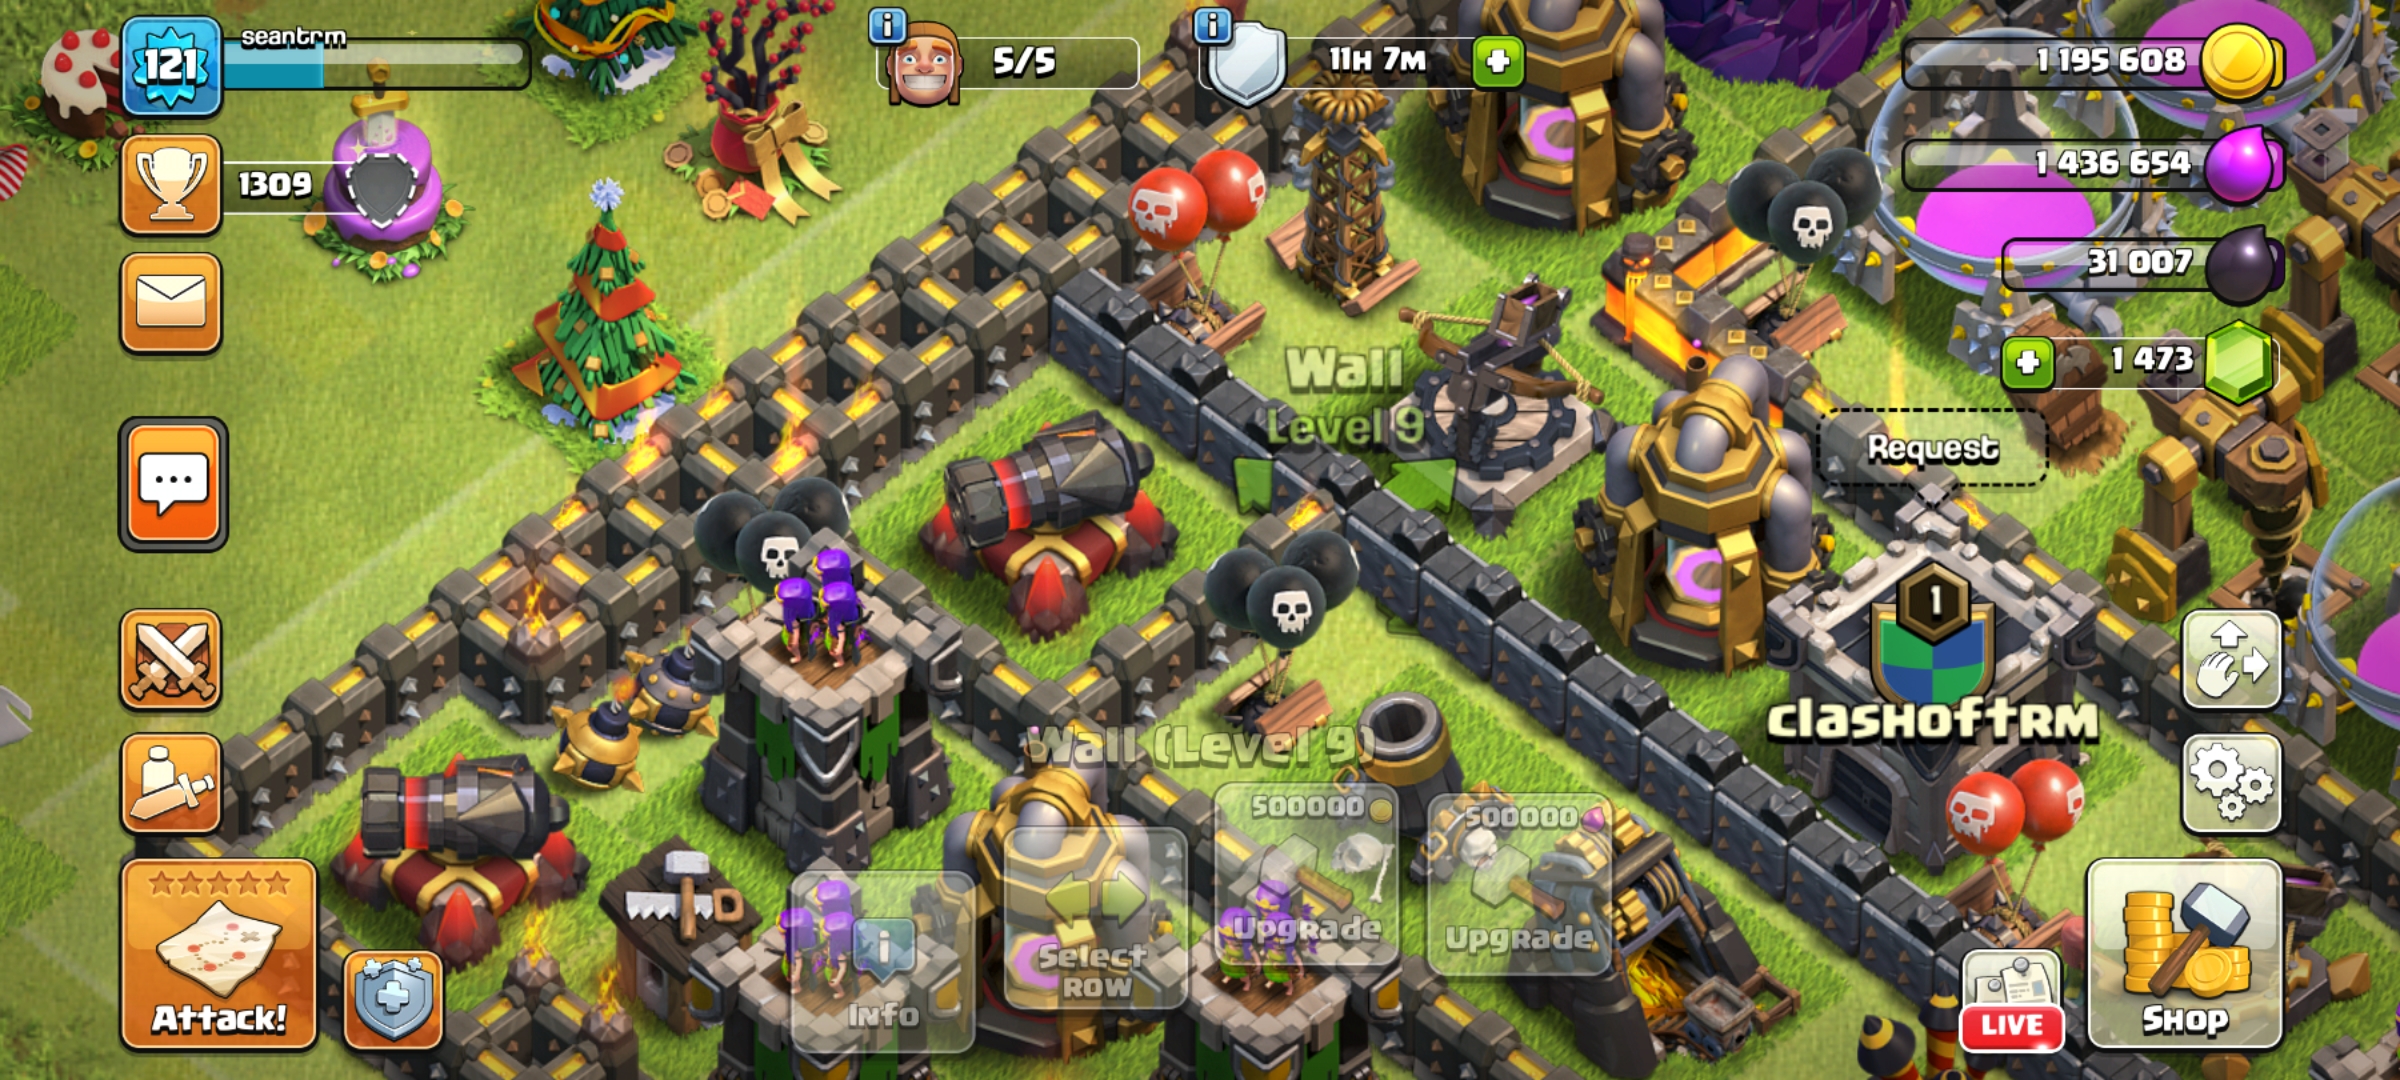 seantrm
121
5/5
11H 7M
1 195 608
1309
1 436 654
31 007
1 473
Wall
Level 9
Request
1
clashoftRM
Wall (Level 9)
500000
500000
Upgrade
Upgrade
Select
Row
Info
Attack!
LIVE
Shop